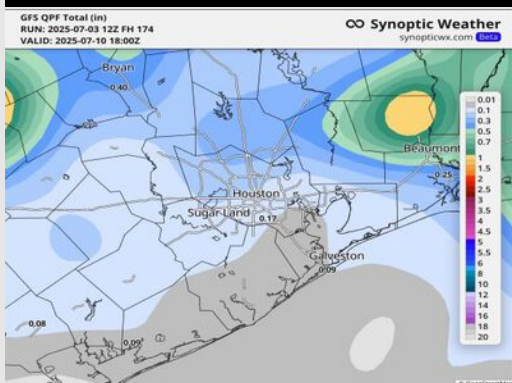 GFS QPF Total (in)
RUN: 2025-07-03 12Z FH 174
VALID: 2025-07-10 18:00Z
Synoptic Weather
synopticwx.com Beta
Bryan
0.40
Beaumont
0.25
Houston
Sugar Land
0.17
Galveston
0.09
0.08
0.09
0.01
0.1
0.3
0.5
0.7
1
1.5
2
2.5
3
3.5
4
4.5
5
5.5
6
8
10
12
14
16
18
20